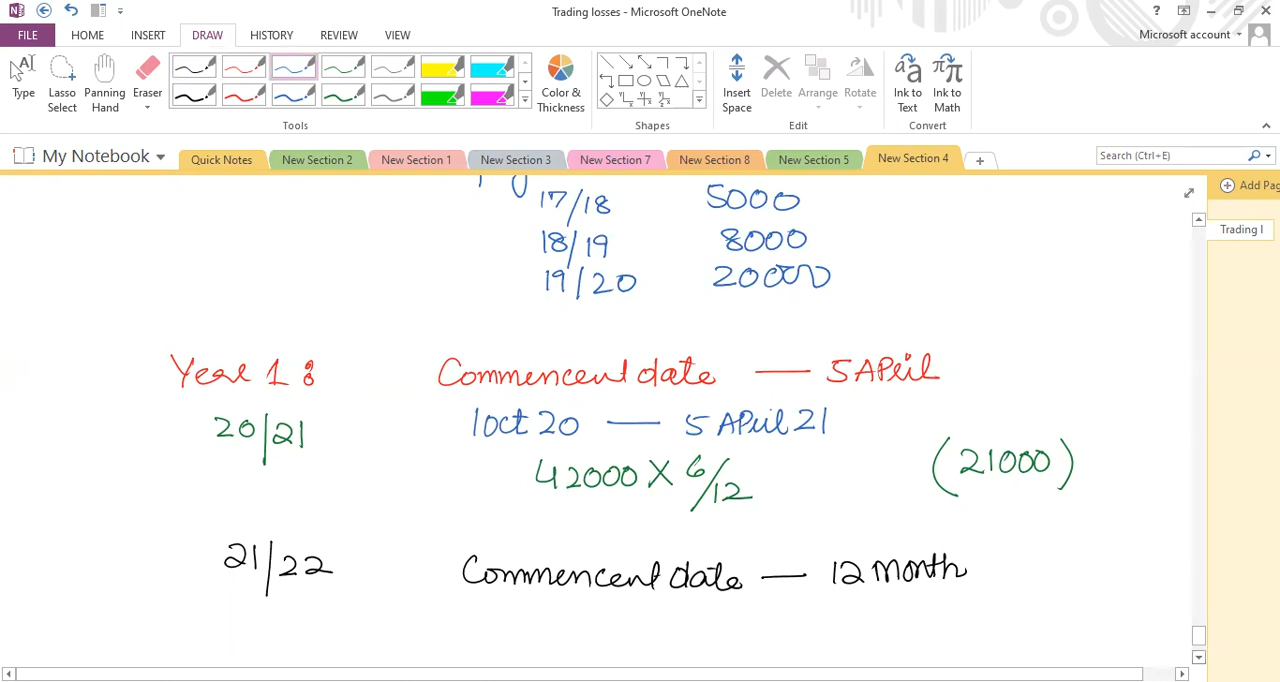 Trading losses - Microsoft OneNote
FILE HOME INSERT DRAW HISTORY REVIEW VIEW
Microsoft account
Type
Lasso Select
Panning Hand
Eraser
Color & Thickness
Insert Space
Delete
Arrange
Rotate
Ink to Text
Ink to Math
Tools Shapes Edit Convert
My Notebook Quick Notes New Section 2 New Section 1 New Section 3 New Section 7 New Section 8 New Section 5 New Section 4
Search (Ctrl+E)
Add Pag
Trading l
17/18 5000
18/19 8000
19/20 20000
Year 1 : Commencent date — 5 April
20/21 1 Oct 20 — 5 April 21
42000 X 6/12 (21000)
21/22 Commencent date — 12 month